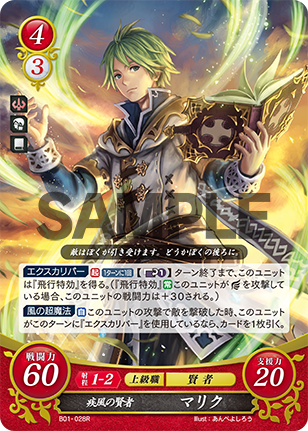 4
3
SAMPLE
敵はぼくが引き受けます。どうかぼくの後ろに。
エクスカリバー 起 1ターンに1回 1 ターン終了まで、このユニット
は『飛行特効』を得る。(『飛行特効』常 このユニットが を攻撃して
いる場合、このユニットの戦闘力は+30される。)
風の超魔法 自 このユニットの攻撃で敵を撃破した時、このユニット
がこのターンに『エクスカリバー』を使用しているなら、カードを1枚引く。
戦闘力 60
射程 1-2 上級職 賢者
支援力 20
疾風の賢者 マリク
B01-028R
Illust:あんべよしろう